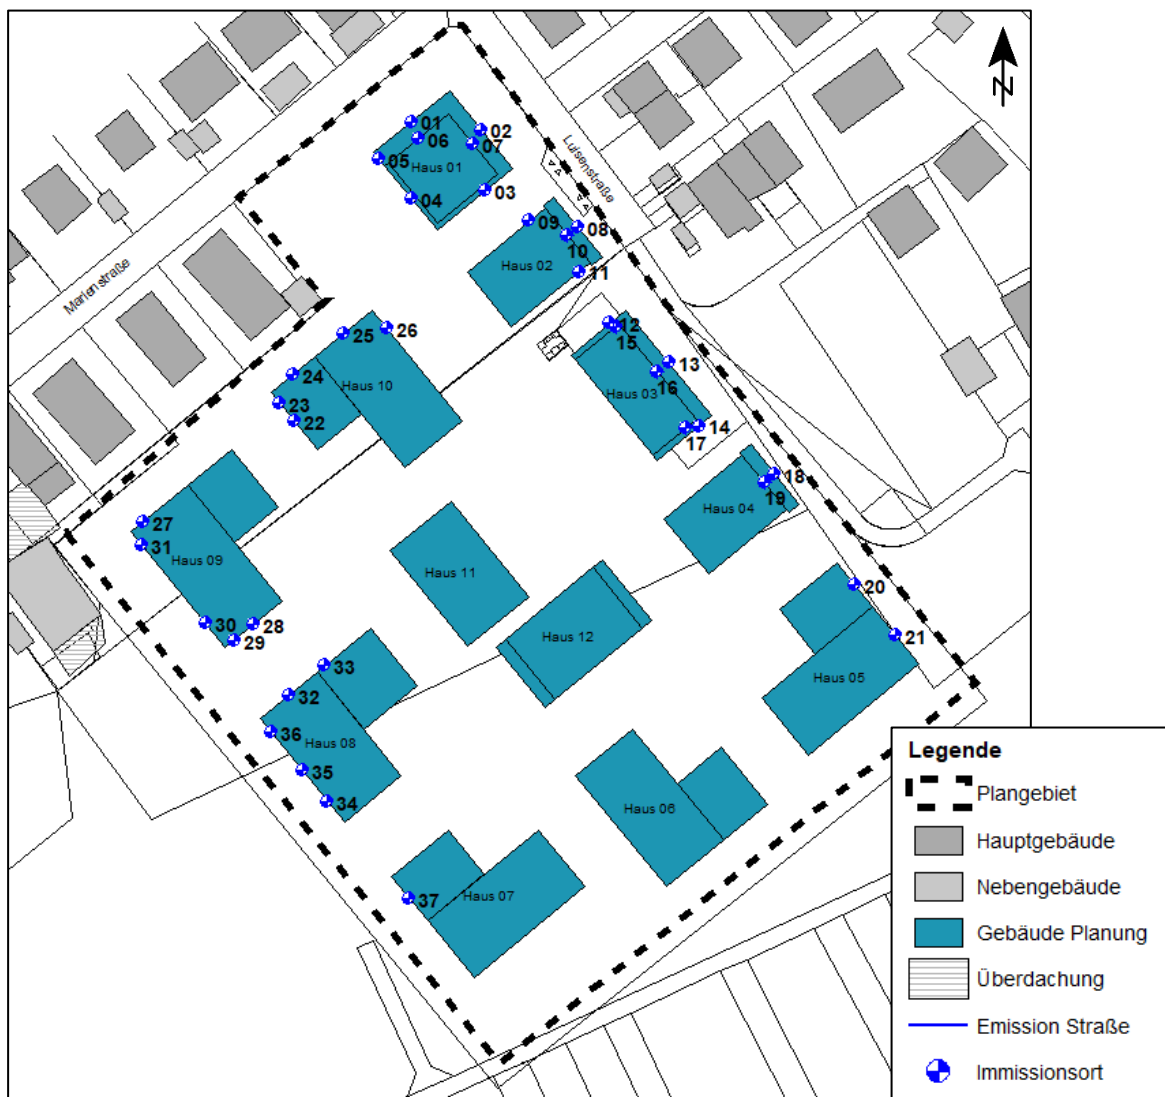 01
02
06
07
05
Haus 01
03
04
Luisenstraße
N
09
08
10
Haus 02
11
Marienstraße
12
15
25
26
13
16
24
Haus 10
Haus 03
23
22
14
17
18
19
Haus 04
27
31
Haus 09
Haus 11
20
30
28
29
Haus 12
21
33
Haus 05
32
36
Haus 08
35
34
Haus 06
37
Haus 07
Legende
Plangebiet
Hauptgebäude
Nebengebäude
Gebäude Planung
Überdachung
Emission Straße
Immissionsort